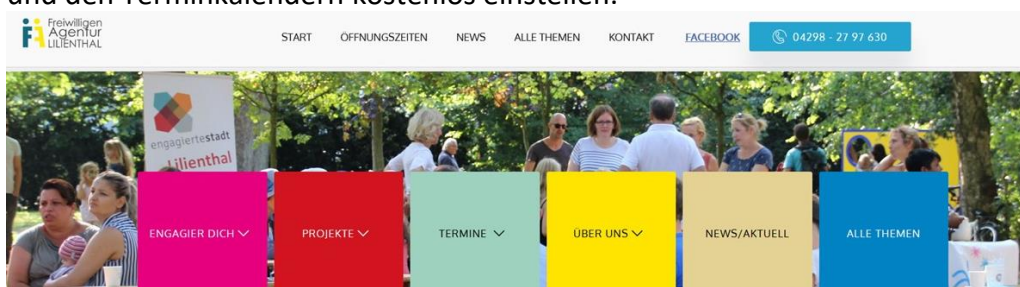 und den Terminkalendern kostenlos einstellen.
Freiwilligen
Agentur
LILIENTHAL
START ÖFFNUNGSZEITEN NEWS ALLE THEMEN KONTAKT FACEBOOK 04298 - 27 97 630
engagiertestadt
Lilienthal
ENGAGIER DICH PROJEKTE TERMINE ÜBER UNS NEWS/AKTUELL ALLE THEMEN